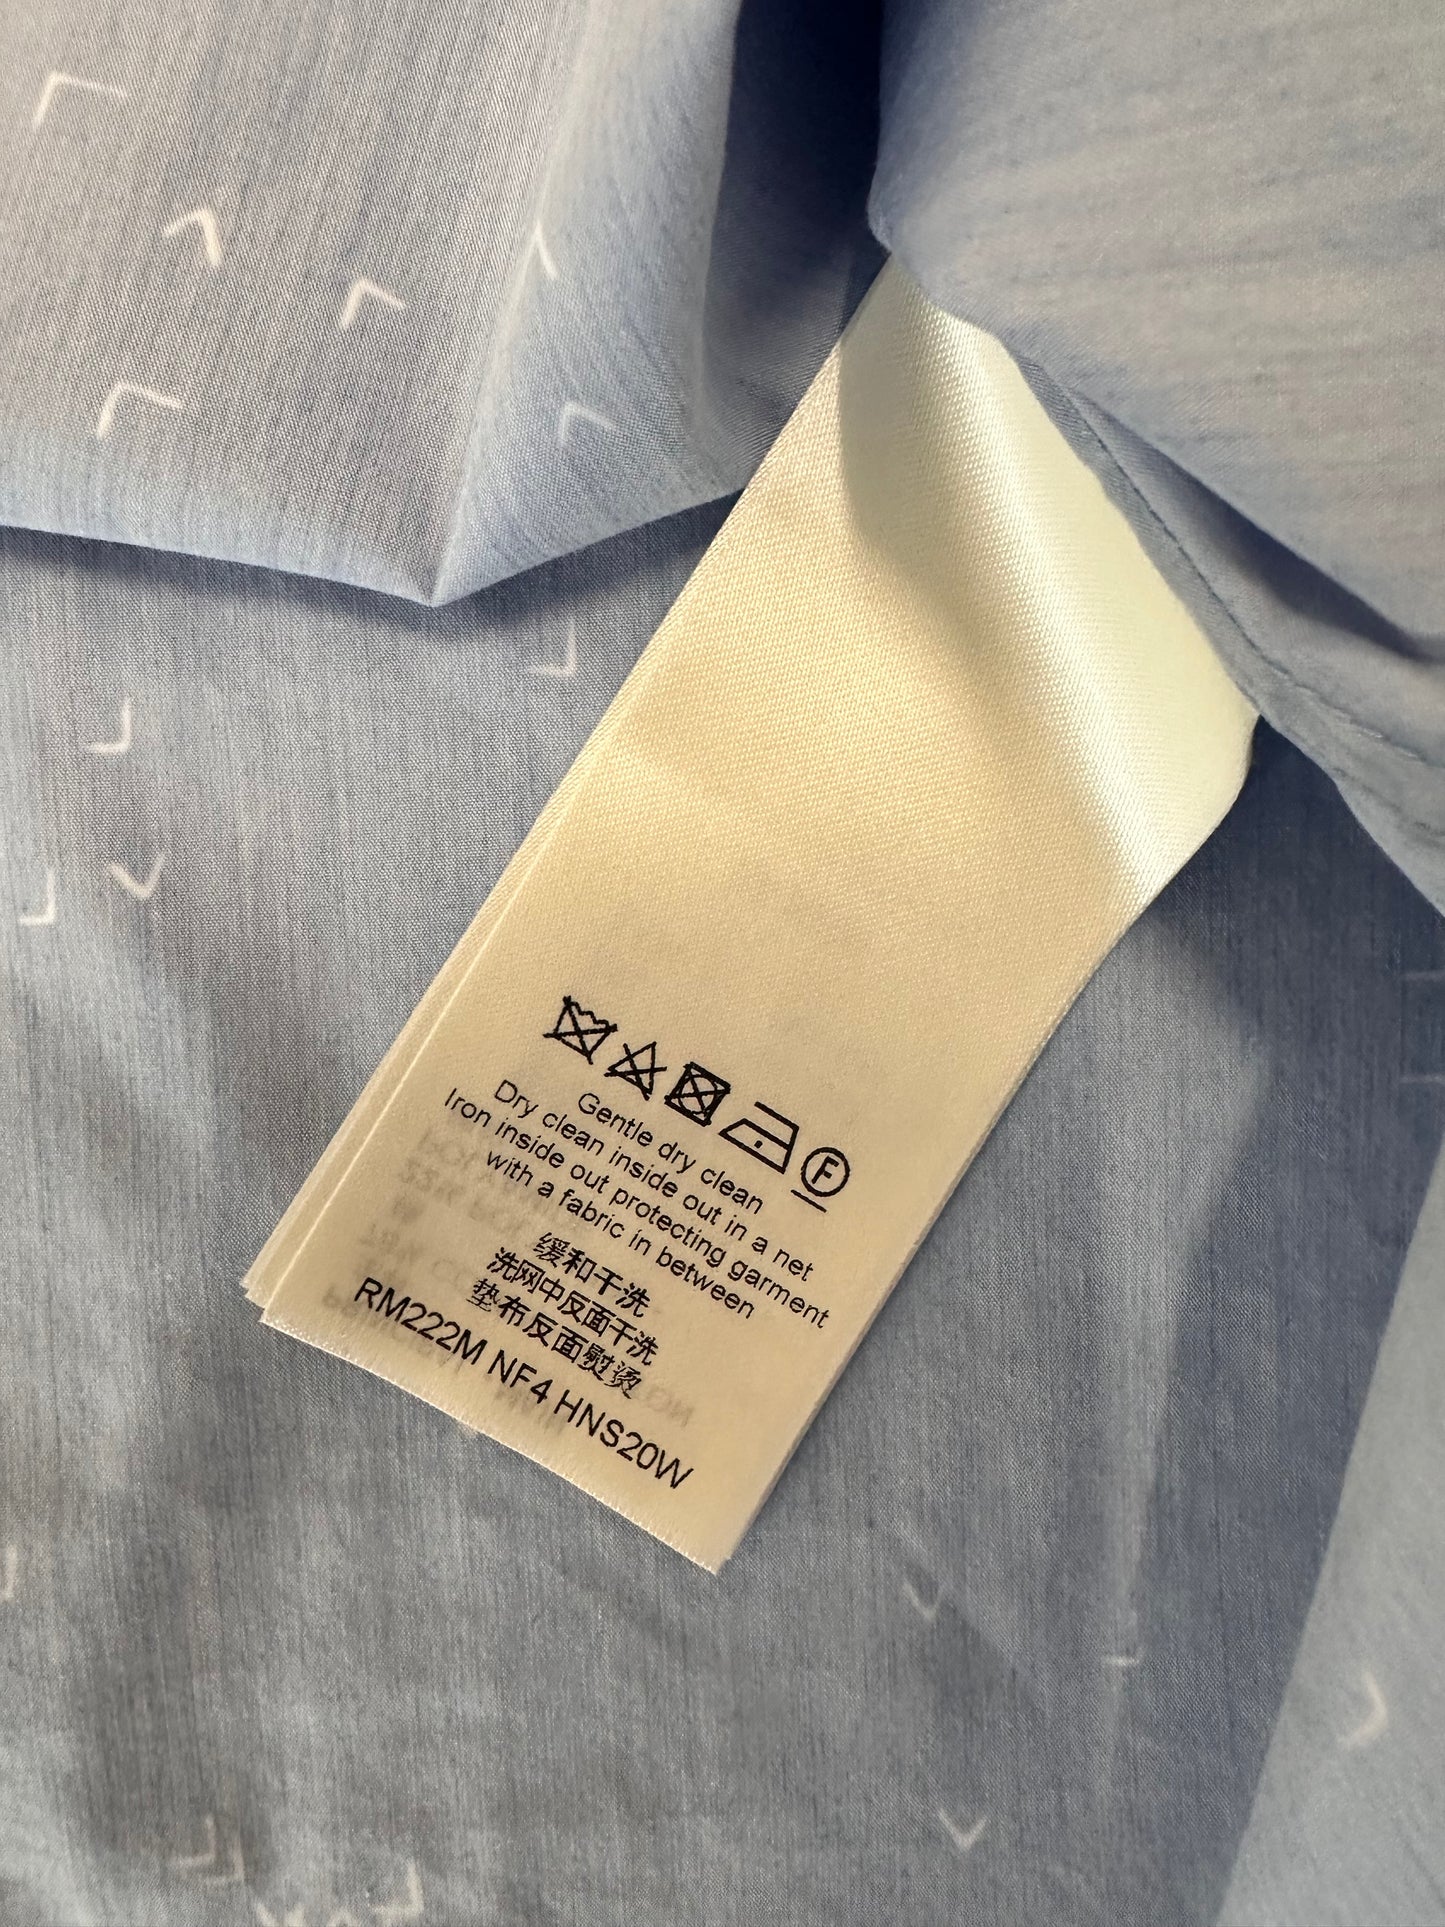 F
Gentle dry clean
Dry clean inside out in a net
Iron inside out protecting garment
with a fabric in between
缓和干洗
洗网中反面干洗
垫布反面熨烫
RM222M NF4 HNS20W